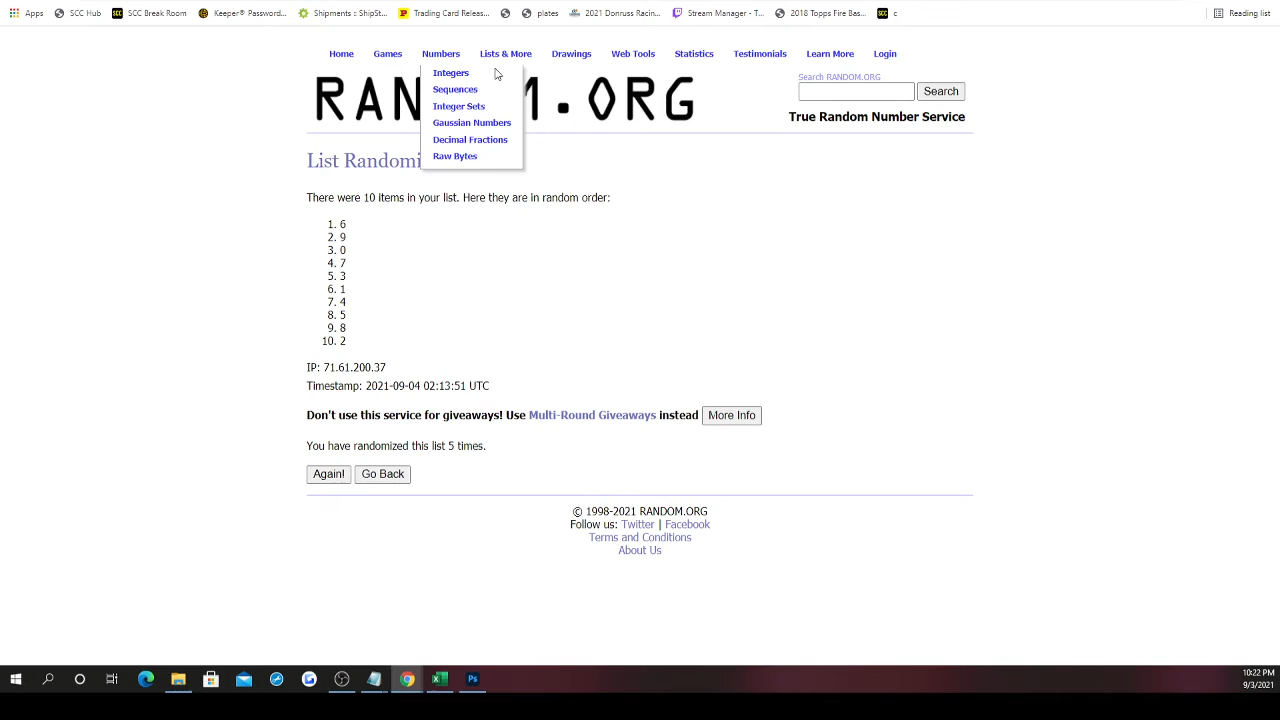 Apps SCC Hub SCC Break Room Keeper® Password... Shipments :: ShipSt... Trading Card Releas... plates 2021 Donruss Racin... Stream Manager - T... 2018 Topps Fire Bas... c Reading list
Home Games Numbers Lists & More Drawings Web Tools Statistics Testimonials Learn More Login
Integers
Sequences
Integer Sets
Gaussian Numbers
Decimal Fractions
Raw Bytes
Search RANDOM.ORG
Search
True Random Number Service
List Randomi
There were 10 items in your list. Here they are in random order:
1. 6
2. 9
3. 0
4. 7
5. 3
6. 1
7. 4
8. 5
9. 8
10. 2
IP: 71.61.200.37
Timestamp: 2021-09-04 02:13:51 UTC
Don't use this service for giveaways! Use Multi-Round Giveaways instead More Info
You have randomized this list 5 times.
Again! Go Back
© 1998-2021 RANDOM.ORG
Follow us: Twitter | Facebook
Terms and Conditions
About Us
10:22 PM
9/3/2021